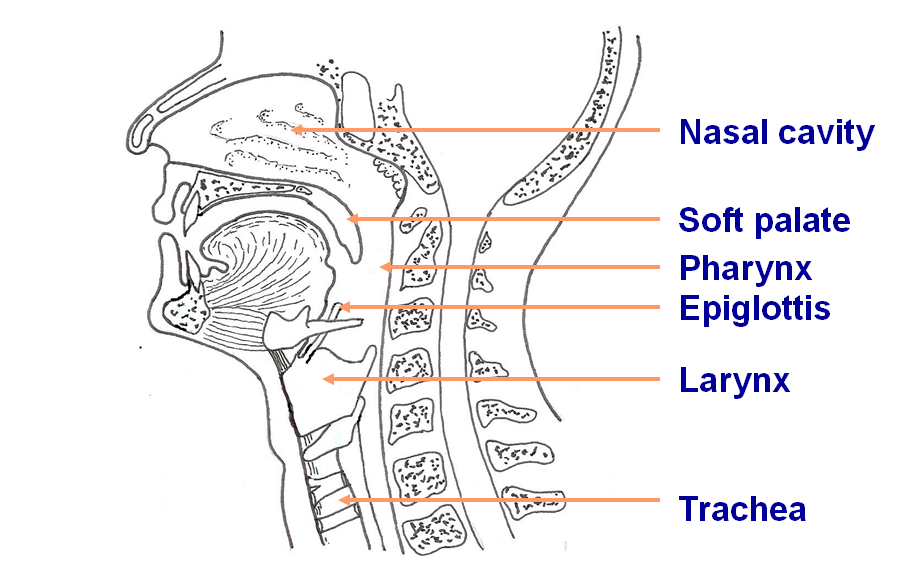 Nasal cavity
Soft palate
Pharynx
Epiglottis
Larynx
Trachea